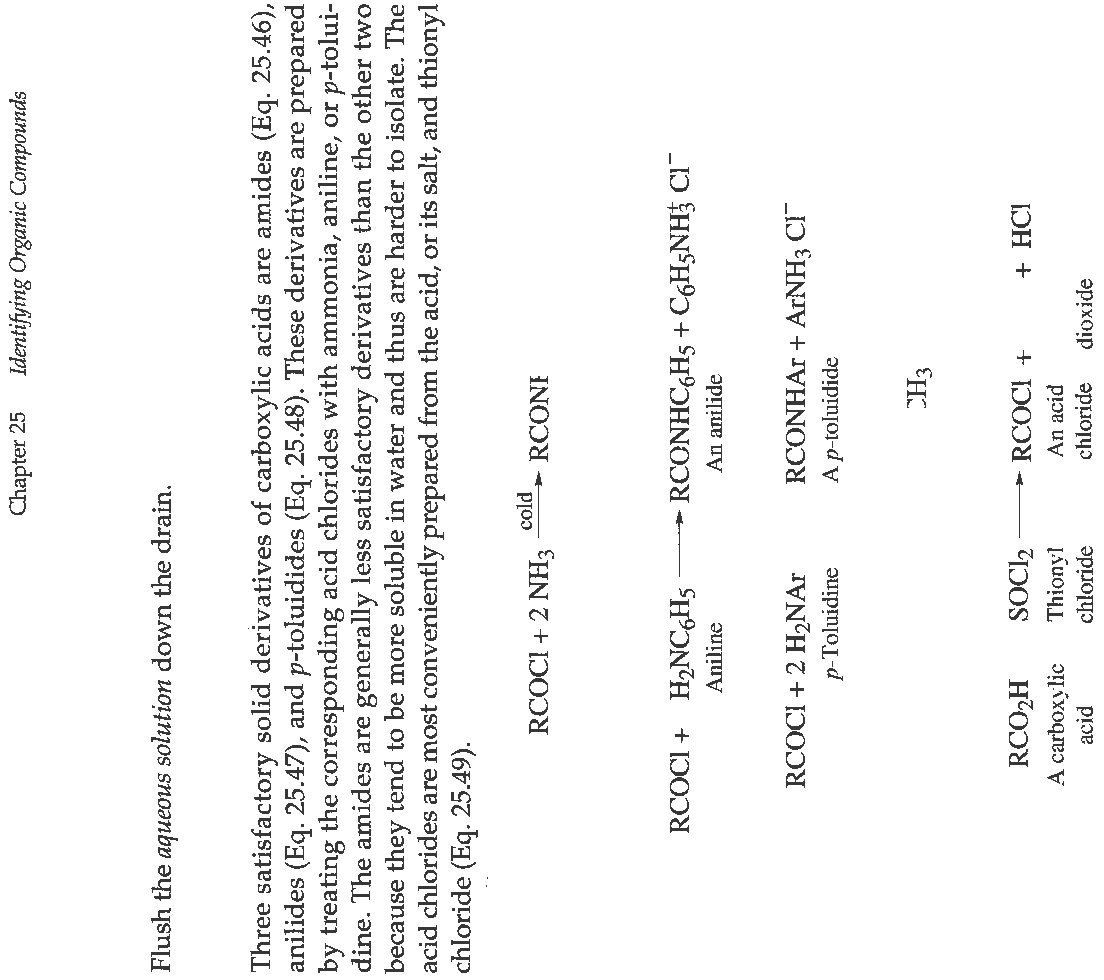 Chapter 25 Identifying Organic Compounds
Flush the aqueous solution down the drain.
Three satisfactory solid derivatives of carboxylic acids are amides (Eq. 25.46),
anilides (Eq. 25.47), and p-toluidides (Eq. 25.48). These derivatives are prepared
by treating the corresponding acid chlorides with ammonia, aniline, or p-tolui-
dine. The amides are generally less satisfactory derivatives than the other two
because they tend to be more soluble in water and thus are harder to isolate. The
acid chlorides are most conveniently prepared from the acid, or its salt, and thionyl
chloride (Eq. 25.49).
cold
RCOCl + 2 NH₃ → RCON
RCOCl + H₂NC₆H₅ → RCONHC₆H₅ + C₆H₅NH₃⁺ Cl⁻
Aniline An anilide
RCOCl + 2 H₂NAr RCONHAr + ArNH₃ Cl⁻
p-Toluidine A p-toluidide
CH₃
RCO₂H SOCl₂ → RCOCl + + HCl
A carboxylic Thionyl An acid
acid chloride chloride dioxide